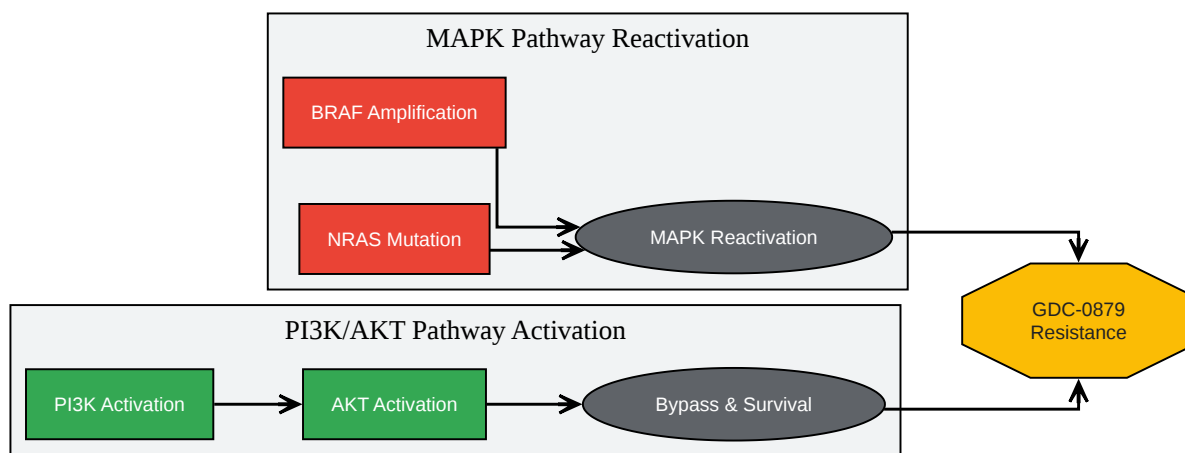 MAPK Pathway Reactivation
BRAF Amplification
NRAS Mutation
MAPK Reactivation
GDC-0879
Resistance
PI3K/AKT Pathway Activation
PI3K Activation
AKT Activation
Bypass & Survival